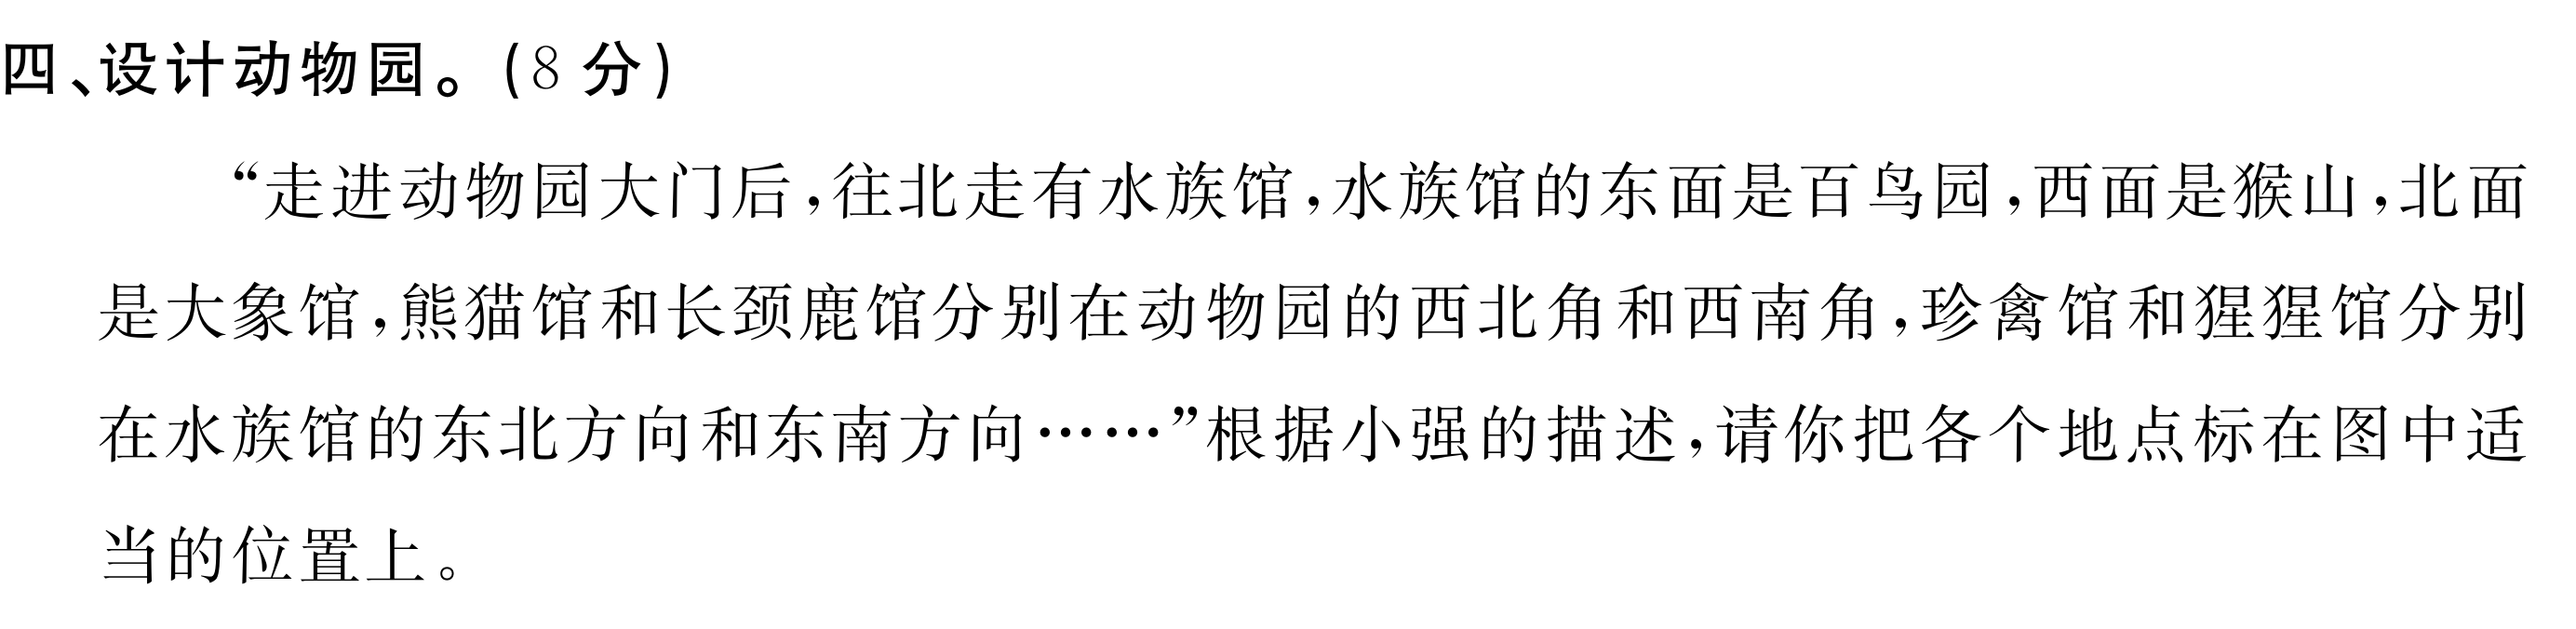 四、设计动物园。(8 分)
“走进动物园大门后,往北走有水族馆,水族馆的东面是百鸟园,西面是猴山,北面
是大象馆,熊猫馆和长颈鹿馆分别在动物园的西北角和西南角,珍禽馆和猩猩馆分别
在水族馆的东北方向和东南方向……”根据小强的描述,请你把各个地点标在图中适
当的位置上。